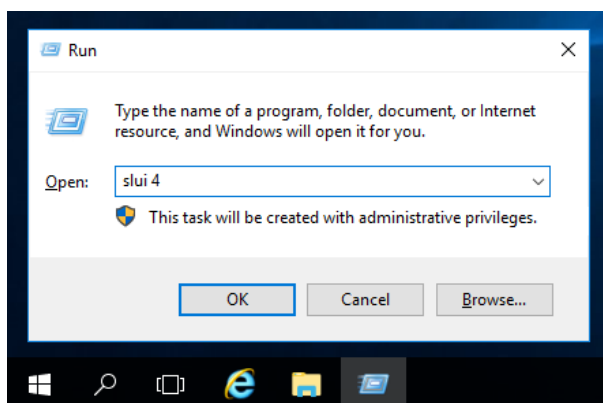 Run
Type the name of a program, folder, document, or Internet
resource, and Windows will open it for you.
Open: slui 4
This task will be created with administrative privileges.
OK Cancel Browse...